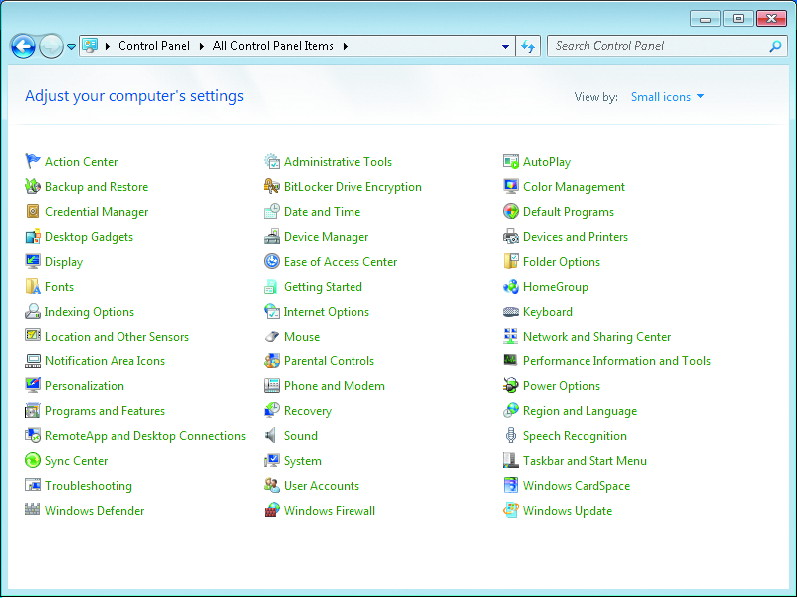 Control Panel All Control Panel Items Search Control Panel
Adjust your computer's settings View by: Small icons
Action Center Administrative Tools AutoPlay
Backup and Restore BitLocker Drive Encryption Color Management
Credential Manager Date and Time Default Programs
Desktop Gadgets Device Manager Devices and Printers
Display Ease of Access Center Folder Options
Fonts Getting Started HomeGroup
Indexing Options Internet Options Keyboard
Location and Other Sensors Mouse Network and Sharing Center
Notification Area Icons Parental Controls Performance Information and Tools
Personalization Phone and Modem Power Options
Programs and Features Recovery Region and Language
RemoteApp and Desktop Connections Sound Speech Recognition
Sync Center System Taskbar and Start Menu
Troubleshooting User Accounts Windows CardSpace
Windows Defender Windows Firewall Windows Update